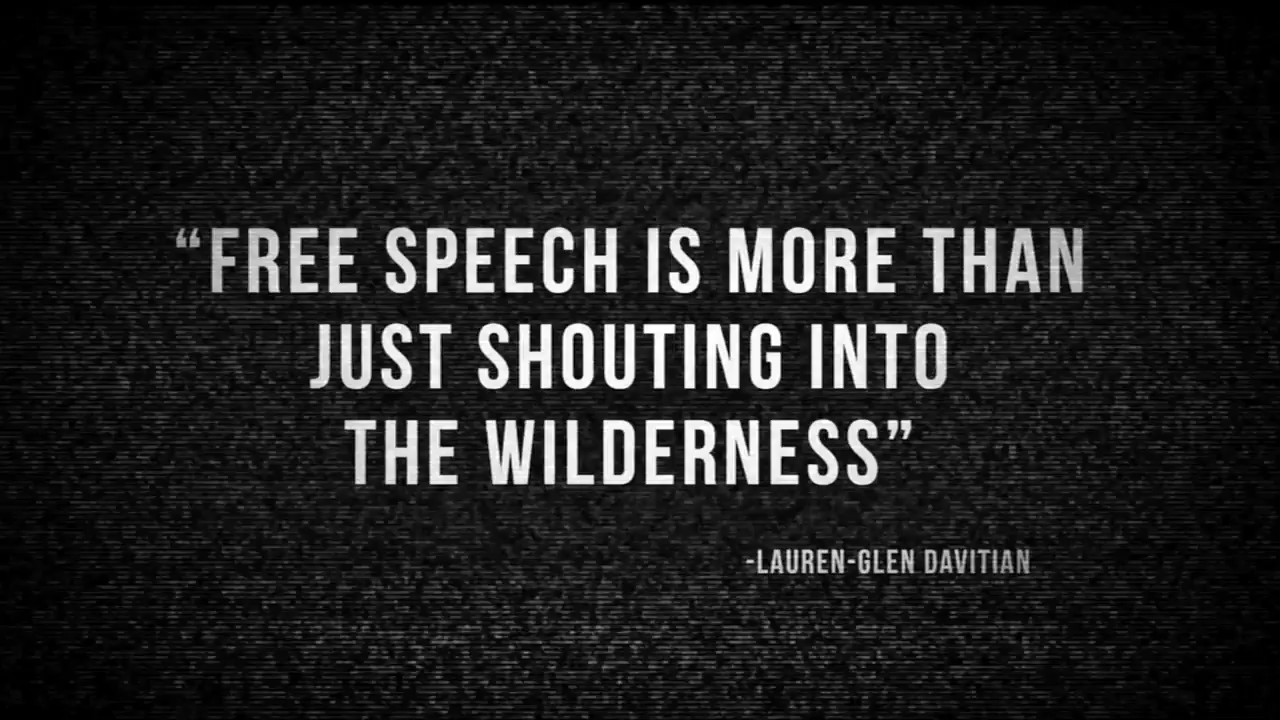 “FREE SPEECH IS MORE THAN
JUST SHOUTING INTO
THE WILDERNESS”
-LAUREN-GLEN DAVITIAN